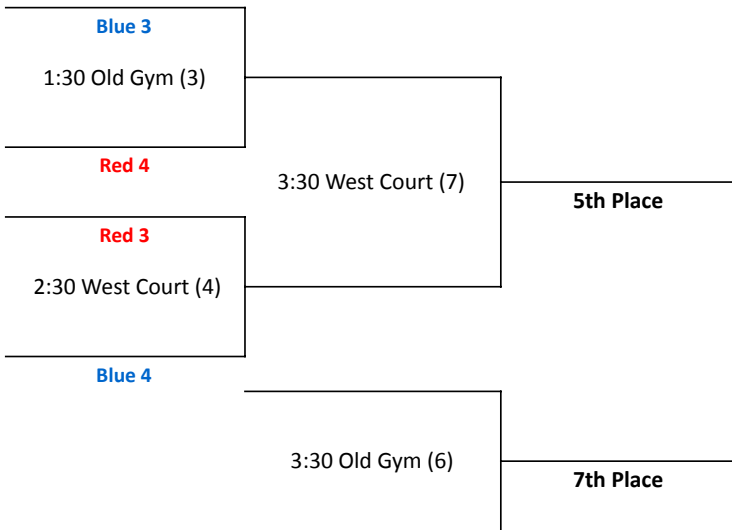 Blue 3
1:30 Old Gym (3)
Red 4
3:30 West Court (7)
5th Place
Red 3
2:30 West Court (4)
Blue 4
3:30 Old Gym (6)
7th Place